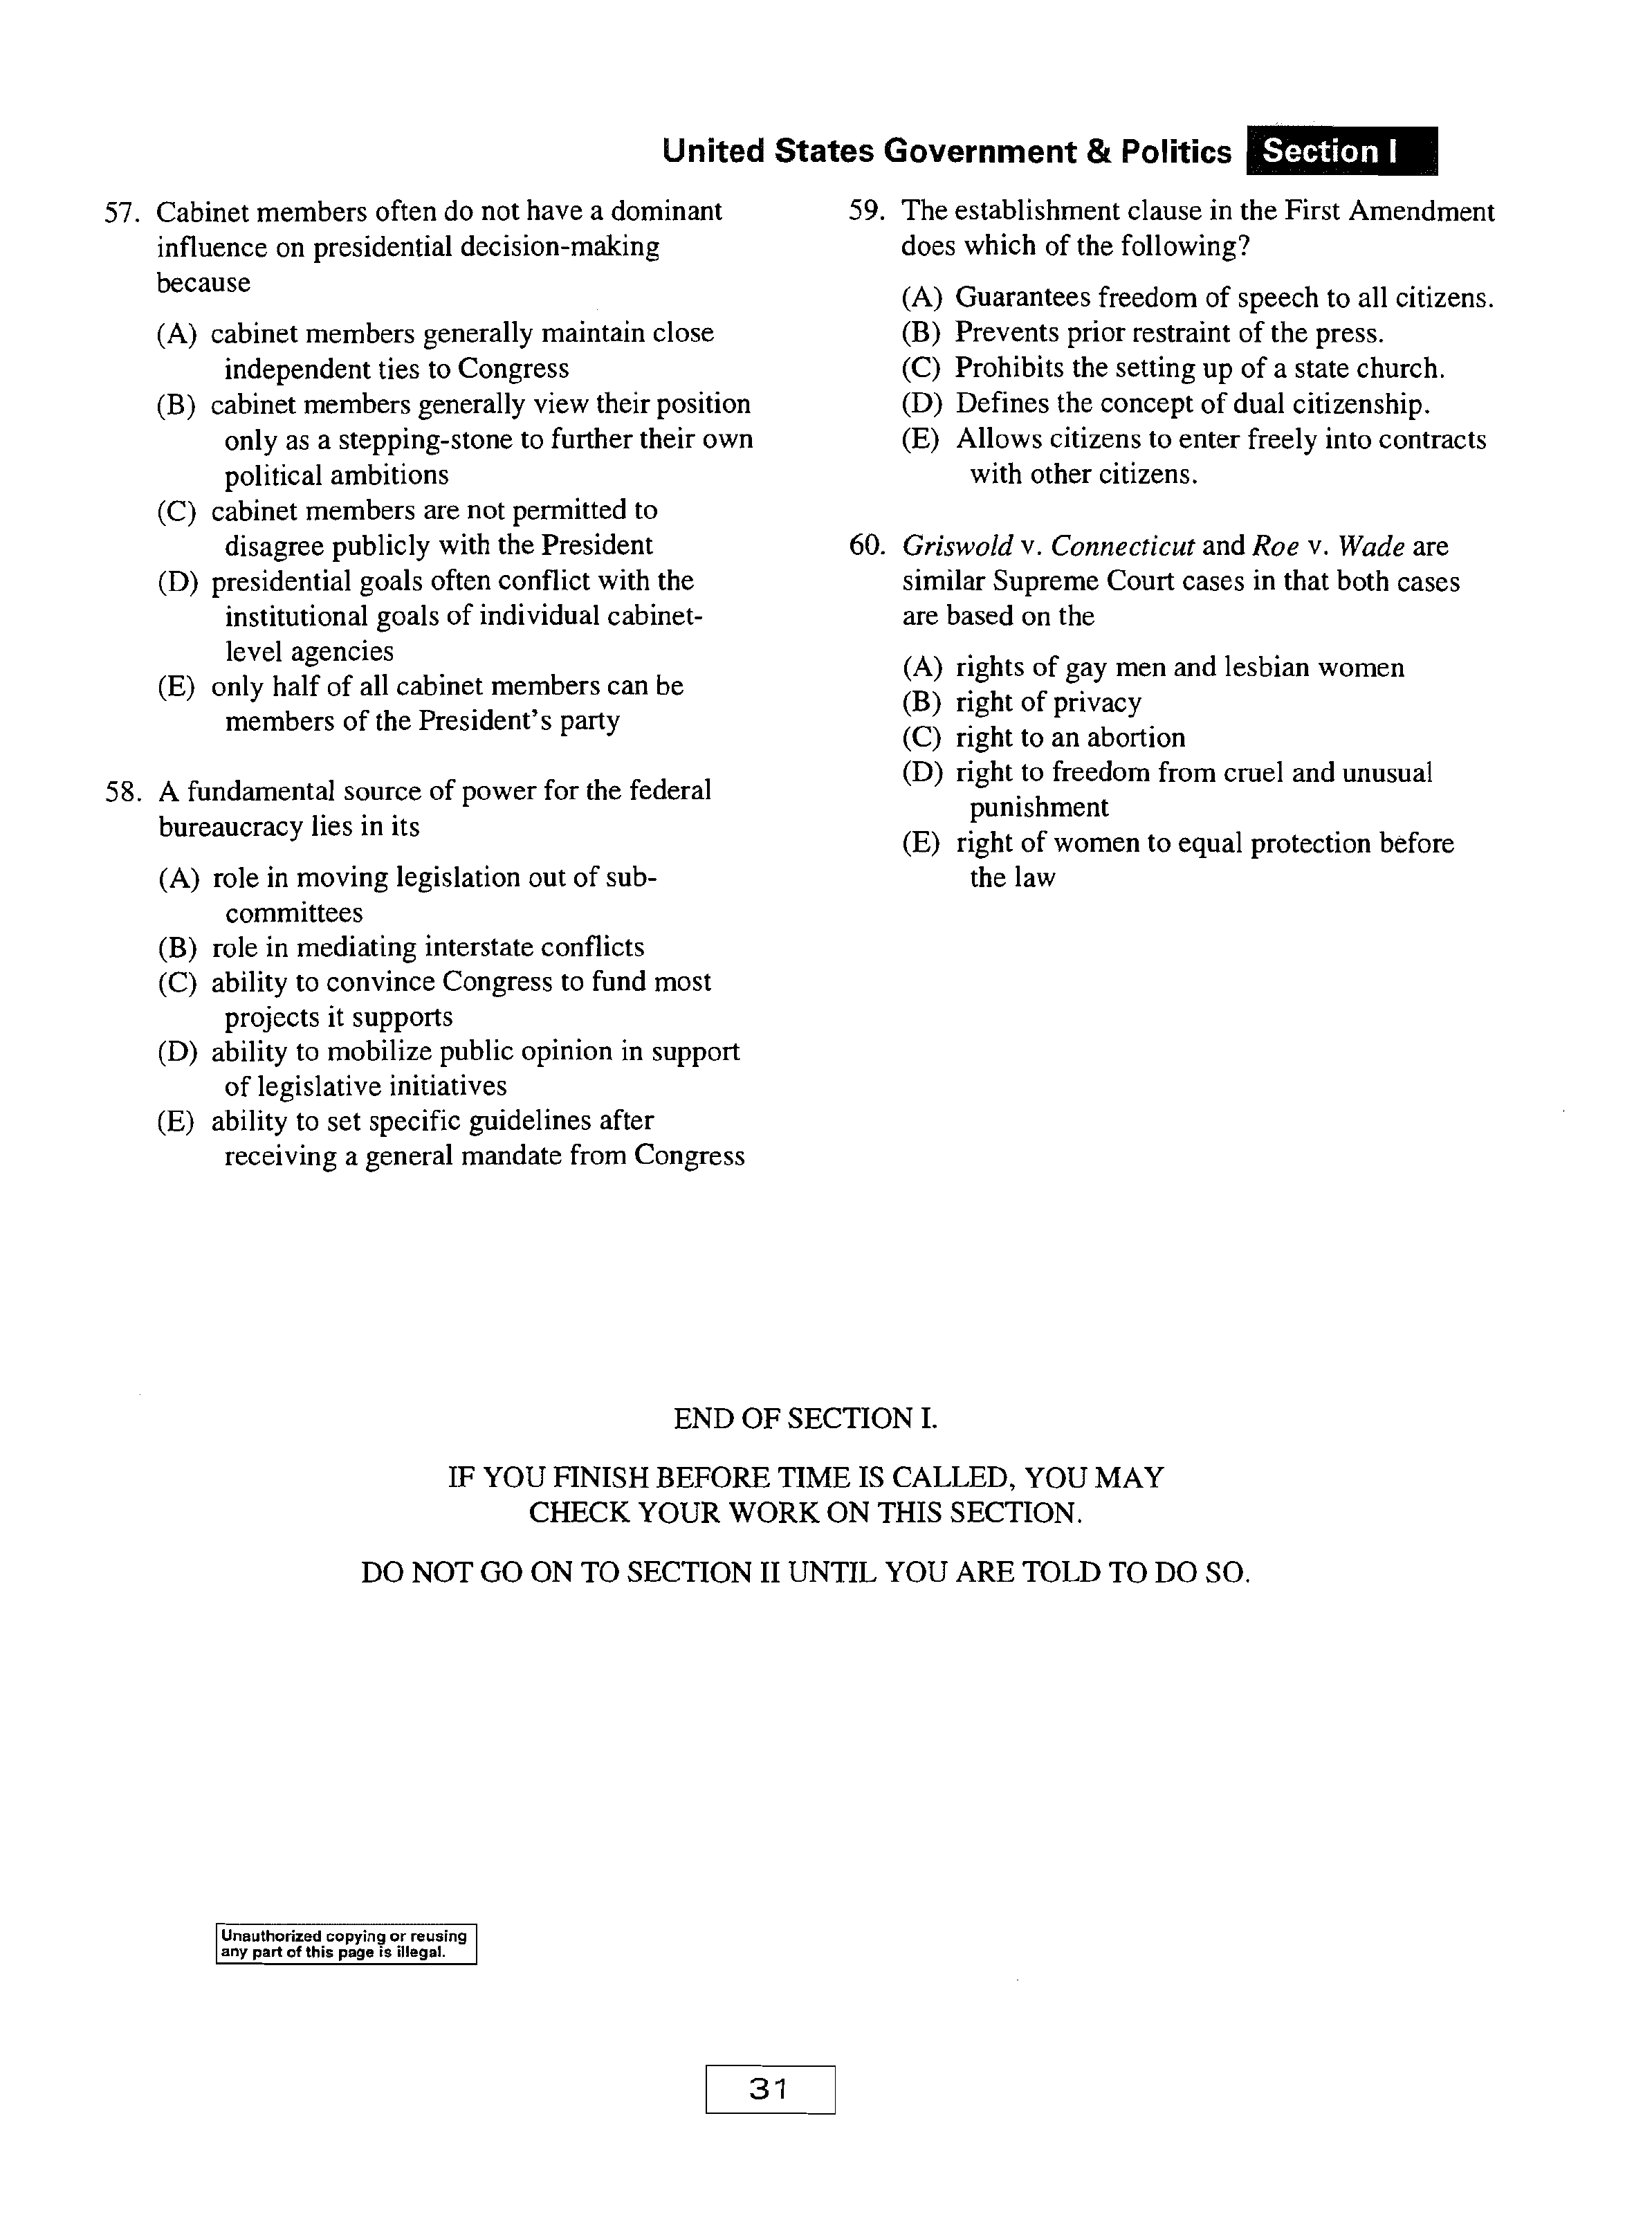 United States Government & Politics Section I
57. Cabinet members often do not have a dominant
influence on presidential decision-making
because
(A) cabinet members generally maintain close
independent ties to Congress
(B) cabinet members generally view their position
only as a stepping-stone to further their own
political ambitions
(C) cabinet members are not permitted to
disagree publicly with the President
(D) presidential goals often conflict with the
institutional goals of individual cabinet-
level agencies
(E) only half of all cabinet members can be
members of the President's party
58. A fundamental source of power for the federal
bureaucracy lies in its
(A) role in moving legislation out of sub-
committees
(B) role in mediating interstate conflicts
(C) ability to convince Congress to fund most
projects it supports
(D) ability to mobilize public opinion in support
of legislative initiatives
(E) ability to set specific guidelines after
receiving a general mandate from Congress
59. The establishment clause in the First Amendment
does which of the following?
(A) Guarantees freedom of speech to all citizens.
(B) Prevents prior restraint of the press.
(C) Prohibits the setting up of a state church.
(D) Defines the concept of dual citizenship.
(E) Allows citizens to enter freely into contracts
with other citizens.
60. Griswold v. Connecticut and Roe v. Wade are
similar Supreme Court cases in that both cases
are based on the
(A) rights of gay men and lesbian women
(B) right of privacy
(C) right to an abortion
(D) right to freedom from cruel and unusual
punishment
(E) right of women to equal protection before
the law
END OF SECTION I.
IF YOU FINISH BEFORE TIME IS CALLED, YOU MAY
CHECK YOUR WORK ON THIS SECTION.
DO NOT GO ON TO SECTION II UNTIL YOU ARE TOLD TO DO SO.
Unauthorized copying or reusing
any part of this page is illegal.
31